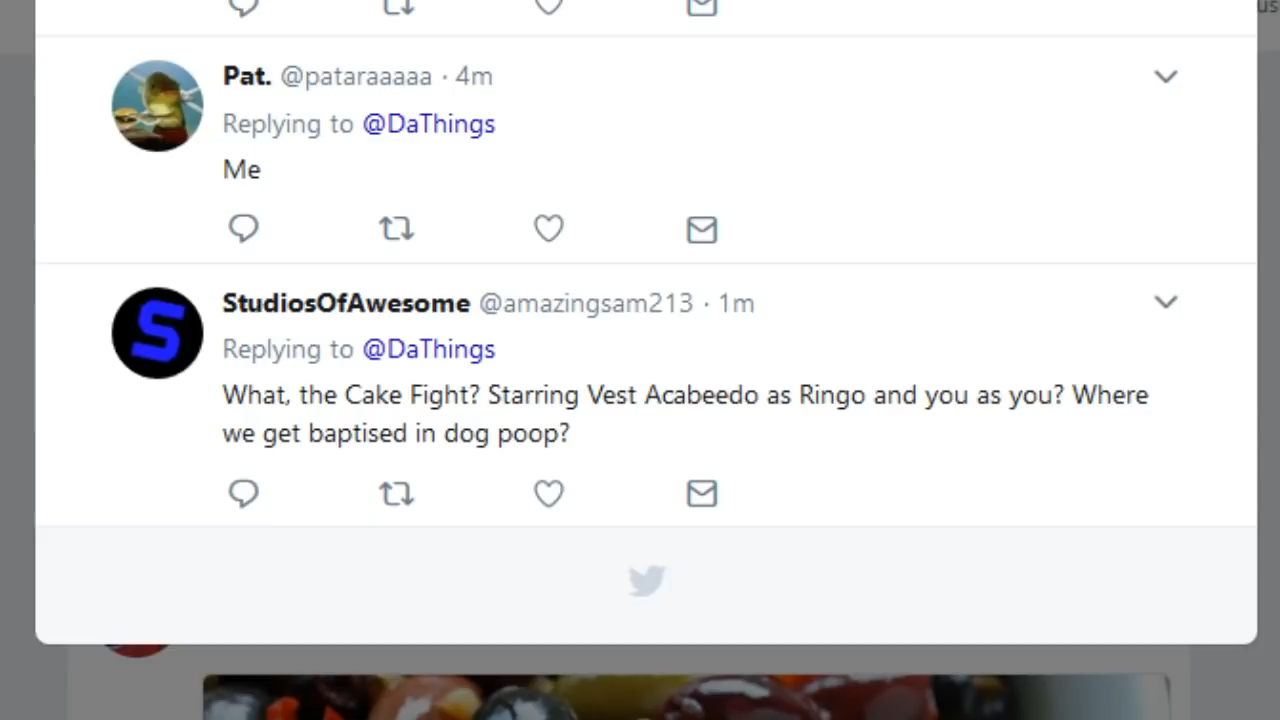 us
Pat. @pataraaaaa · 4m
Replying to @DaThings
Me
StudiosOfAwesome @amazingsam213 · 1m
Replying to @DaThings
What, the Cake Fight? Starring Vest Acabeedo as Ringo and you as you? Where
we get baptised in dog poop?